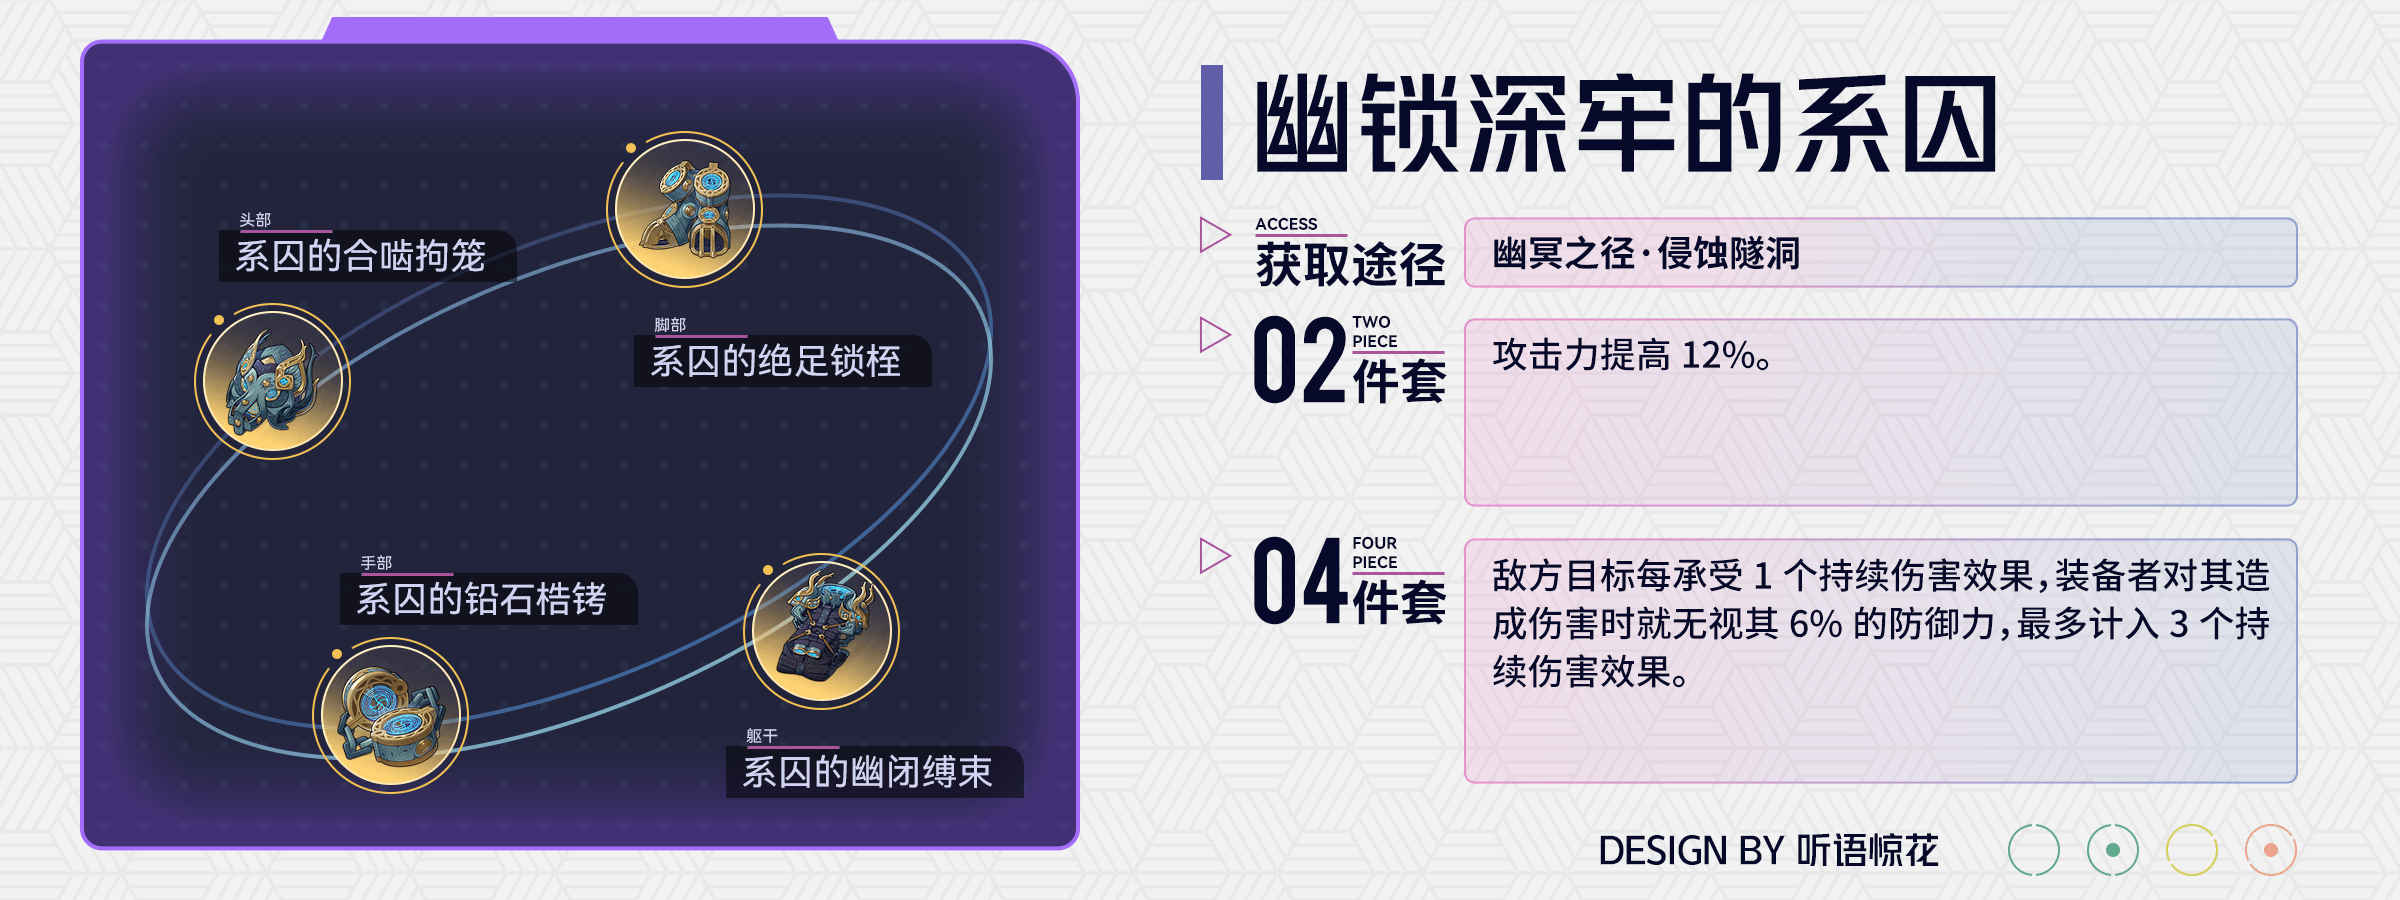 头部
系囚的合啮拘笼
脚部
系囚的绝足锁桎
手部
系囚的铅石梏铐
躯干
系囚的幽闭缚束
幽锁深牢的系囚
ACCESS
获取途径
幽冥之径·侵蚀隧洞
02
TWO
PIECE
件套
攻击力提高 12%。
04
FOUR
PIECE
件套
敌方目标每承受 1 个持续伤害效果,装备者对其造
成伤害时就无视其 6% 的防御力,最多计入 3 个持
续伤害效果。
DESIGN BY 听语惊花